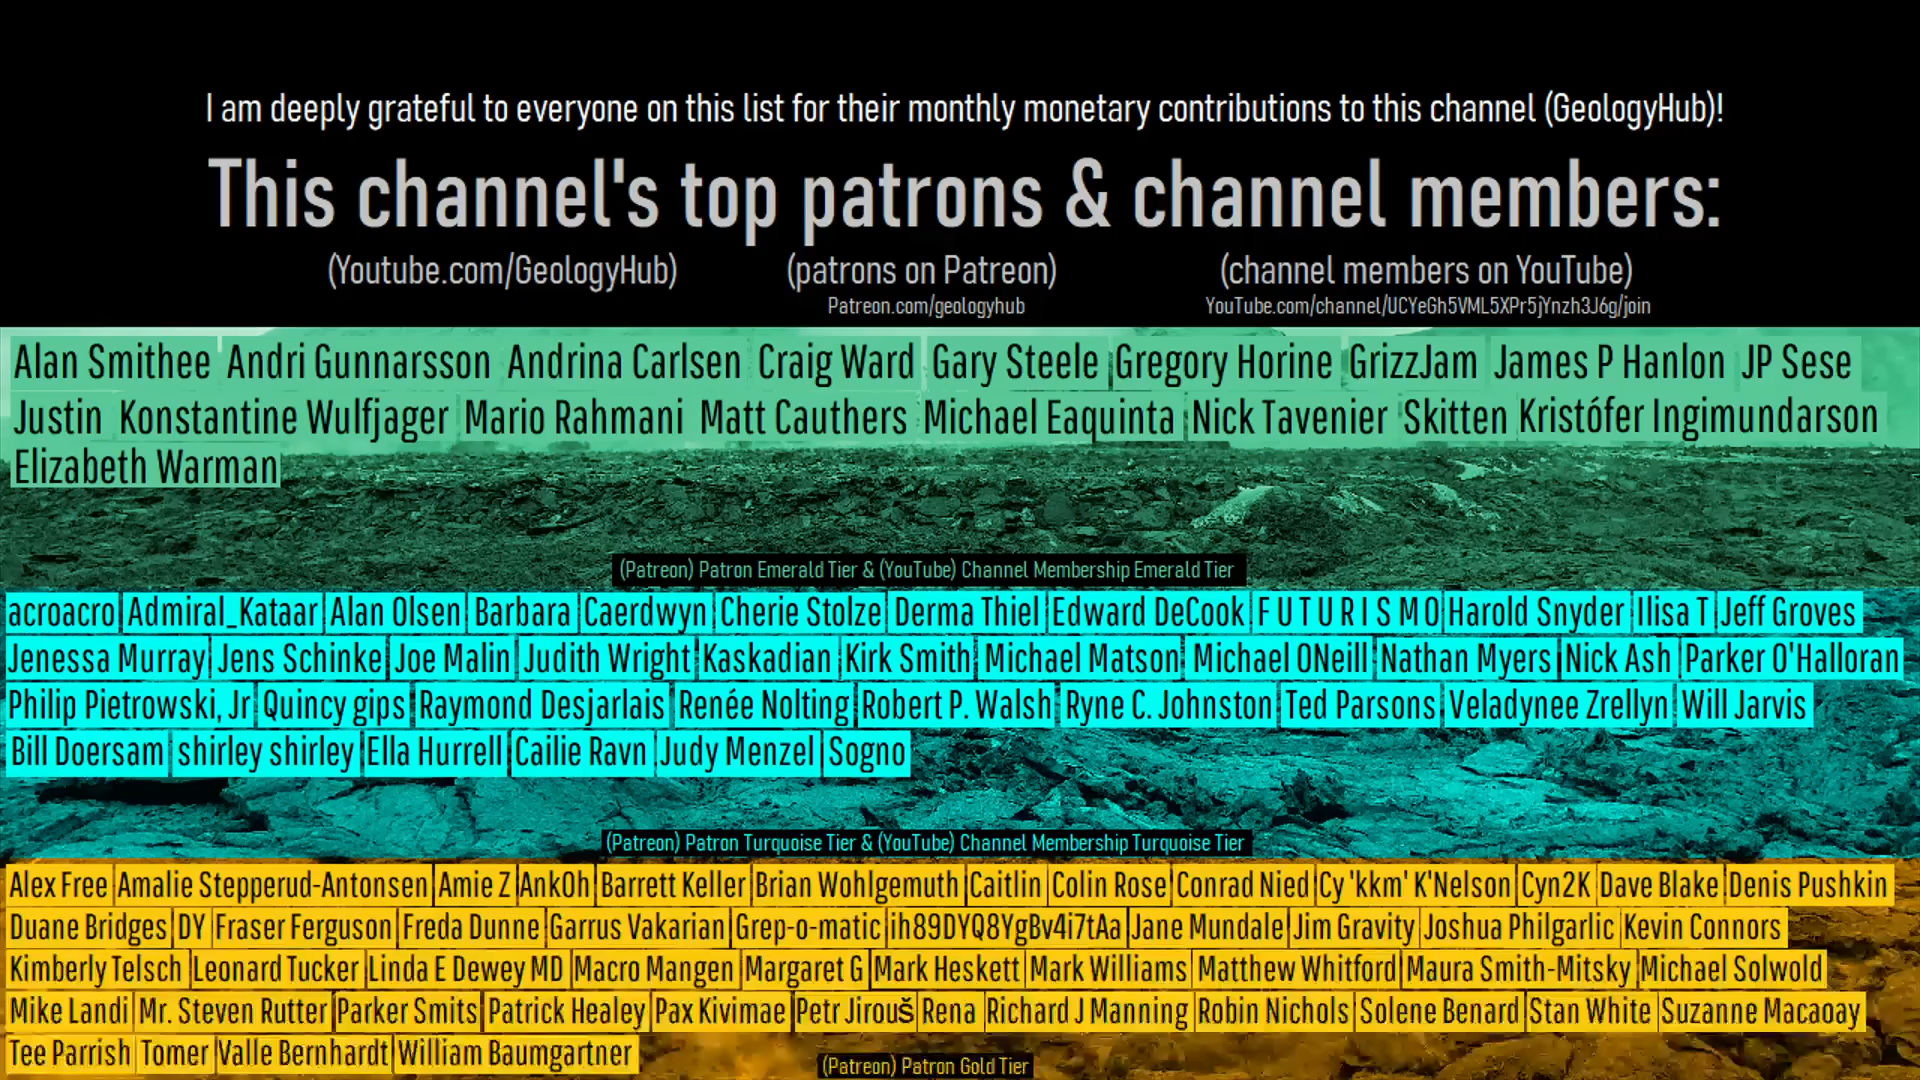 I am deeply grateful to everyone on this list for their monthly monetary contributions to this channel (GeologyHub)!
This channel's top patrons & channel members:
(Youtube.com/GeologyHub) (patrons on Patreon) (channel members on YouTube)
Patreon.com/geologyhub YouTube.com/channel/UCYeGh5VML5XPr5jYnzh3J6g/join
Alan Smithee Andri Gunnarsson Andrina Carlsen Craig Ward Gary Steele Gregory Horine GrizzJam James P Hanlon JP Sese
Justin Konstantine Wulfjager Mario Rahmani Matt Cauthers Michael Eaquinta Nick Tavenier Skitten Kristófer Ingimundarson
Elizabeth Warman
(Patreon) Patron Emerald Tier & (YouTube) Channel Membership Emerald Tier
acroacro Admiral_Kataar Alan Olsen Barbara Caerdwyn Cherie Stolze Derma Thiel Edward DeCook F U T U R I S M O Harold Snyder Ilisa T Jeff Groves
Jenessa Murray Jens Schinke Joe Malin Judith Wright Kaskadian Kirk Smith Michael Matson Michael ONeill Nathan Myers Nick Ash Parker O'Halloran
Philip Pietrowski, Jr Quincy gips Raymond Desjarlais Renée Nolting Robert P. Walsh Ryne C. Johnston Ted Parsons Veladynee Zrellyn Will Jarvis
Bill Doersam shirley shirley Ella Hurrell Cailie Ravn Judy Menzel Sogno
(Patreon) Patron Turquoise Tier & (YouTube) Channel Membership Turquoise Tier
Alex Free Amalie Stepperud-Antonsen Amie Z AnkOh Barrett Keller Brian Wohlgemuth Caitlin Colin Rose Conrad Nied Cy 'kkm' K'Nelson Cyn2K Dave Blake Denis Pushkin
Duane Bridges DY Fraser Ferguson Freda Dunne Garrus Vakarian Grep-o-matic ih89DYQ8YgBv4i7tAa Jane Mundale Jim Gravity Joshua Philgarlic Kevin Connors
Kimberly Telsch Leonard Tucker Linda E Dewey MD Macro Mangen Margaret G Mark Heskett Mark Williams Matthew Whitford Maura Smith-Mitsky Michael Solwold
Mike Landi Mr. Steven Rutter Parker Smits Patrick Healey Pax Kivimae Petr Jirouš Rena Richard J Manning Robin Nichols Solene Benard Stan White Suzanne Macaoay
Tee Parrish Tomer Valle Bernhardt William Baumgartner
(Patreon) Patron Gold Tier